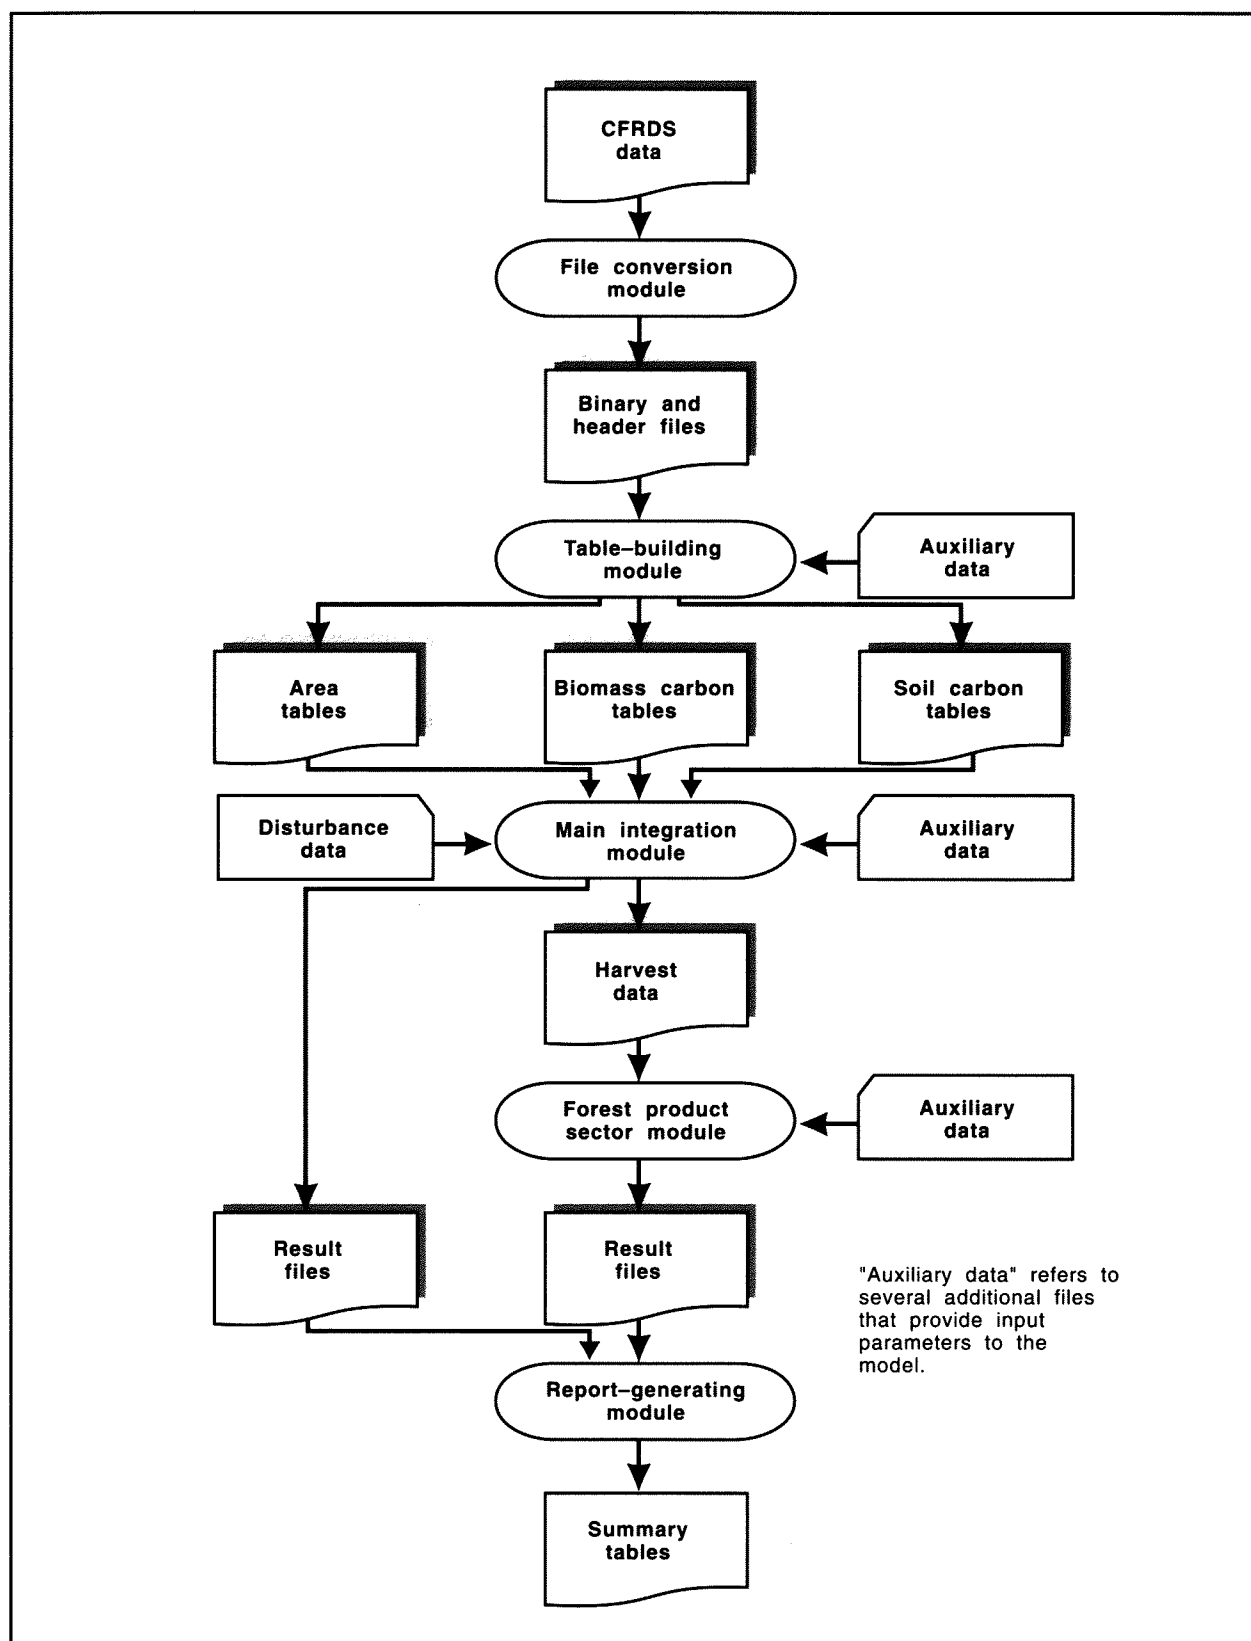 CFRDS
data
File conversion
module
Binary and
header files
Table–building
module
Auxiliary
data
Area
tables
Biomass carbon
tables
Soil carbon
tables
Disturbance
data
Main integration
module
Auxiliary
data
Harvest
data
Forest product
sector module
Auxiliary
data
Result
files
Result
files
"Auxiliary data" refers to
several additional files
that provide input
parameters to the
model.
Report–generating
module
Summary
tables